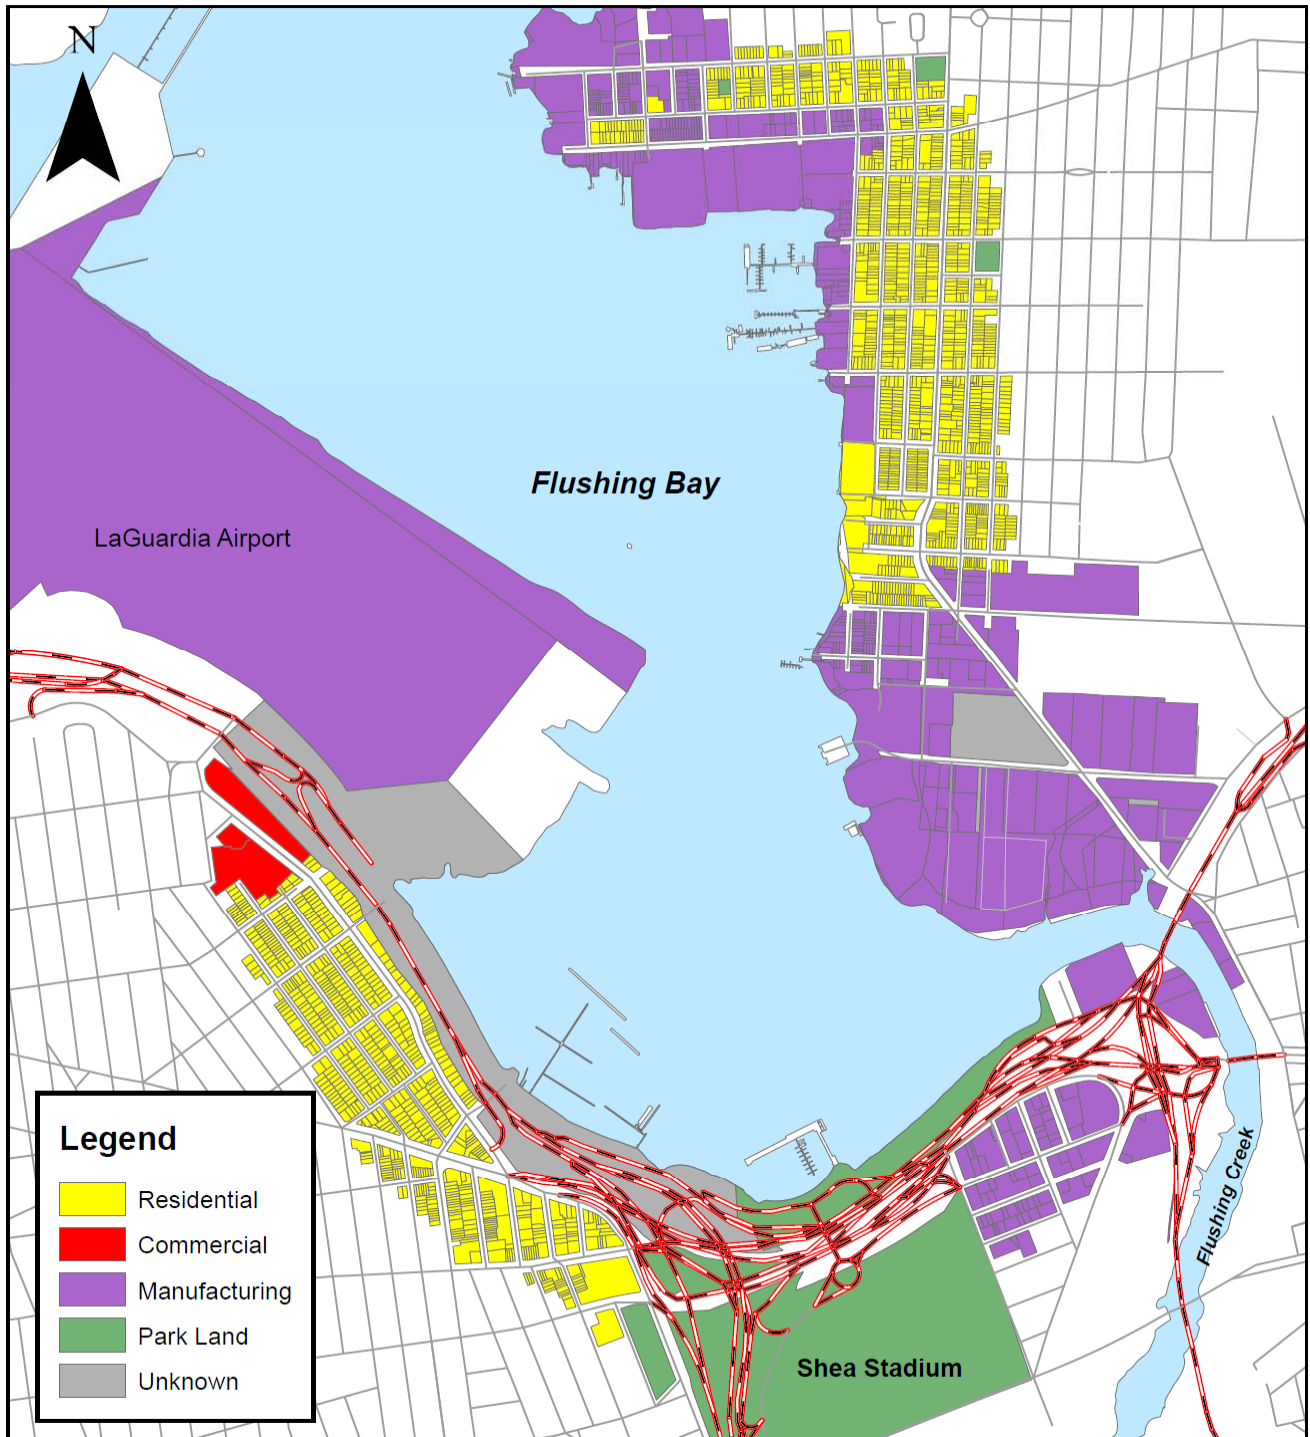 N
Flushing Bay
LaGuardia Airport
Flushing Creek
Shea Stadium
Legend
Residential
Commercial
Manufacturing
Park Land
Unknown